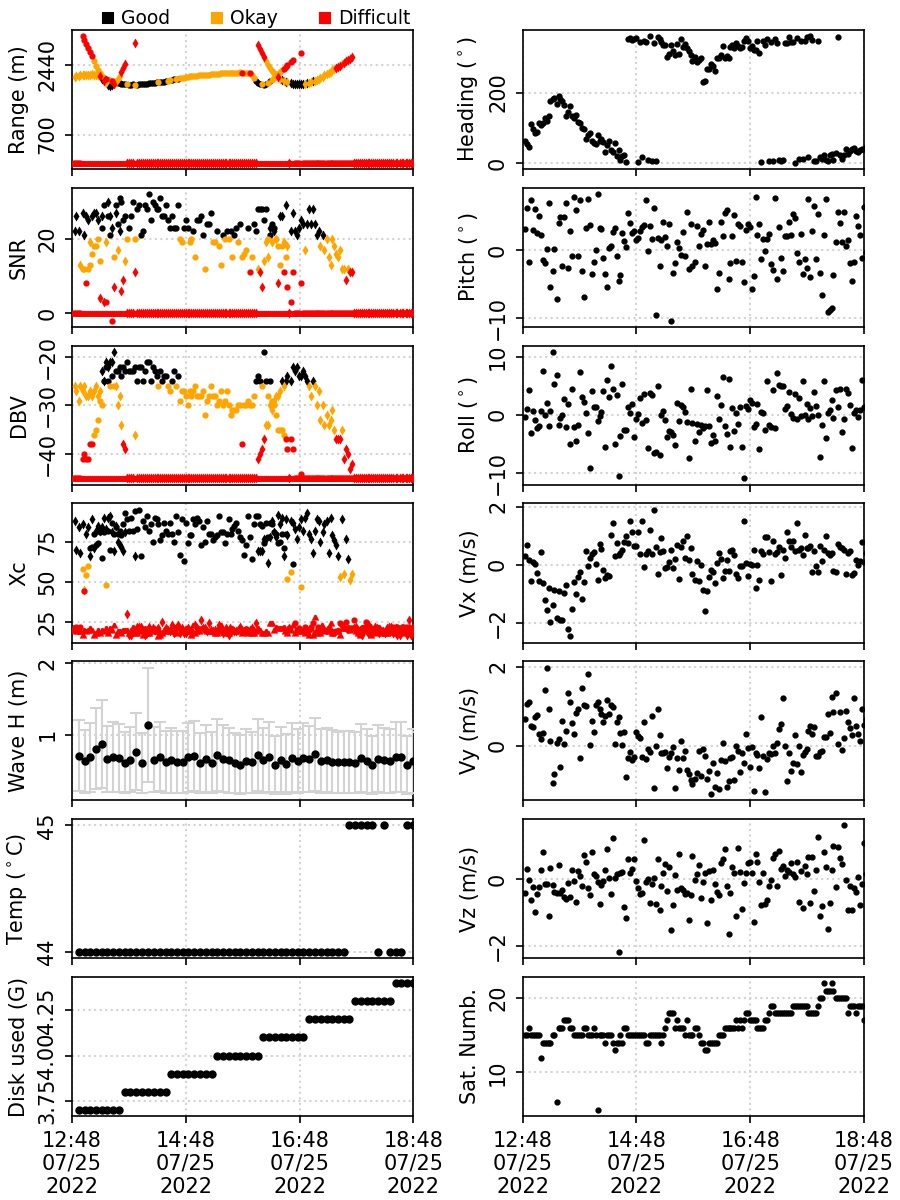 Good Okay Difficult
Range (m)
2440
700
Heading (°)
200
0
SNR
20
0
Pitch (°)
0
−10
DBV
−20
−30
−40
Roll (°)
10
0
−10
Xc
75
50
25
Vx (m/s)
2
0
−2
Wave H (m)
2
1
Vy (m/s)
2
0
Temp (°C)
45
44
Vz (m/s)
0
−2
Disk used (G)
4.25
4.00
3.75
Sat. Numb.
20
10
12:48 14:48 16:48 18:48
07/25 07/25 07/25 07/25
2022 2022 2022 2022
12:48 14:48 16:48 18:48
07/25 07/25 07/25 07/25
2022 2022 2022 2022